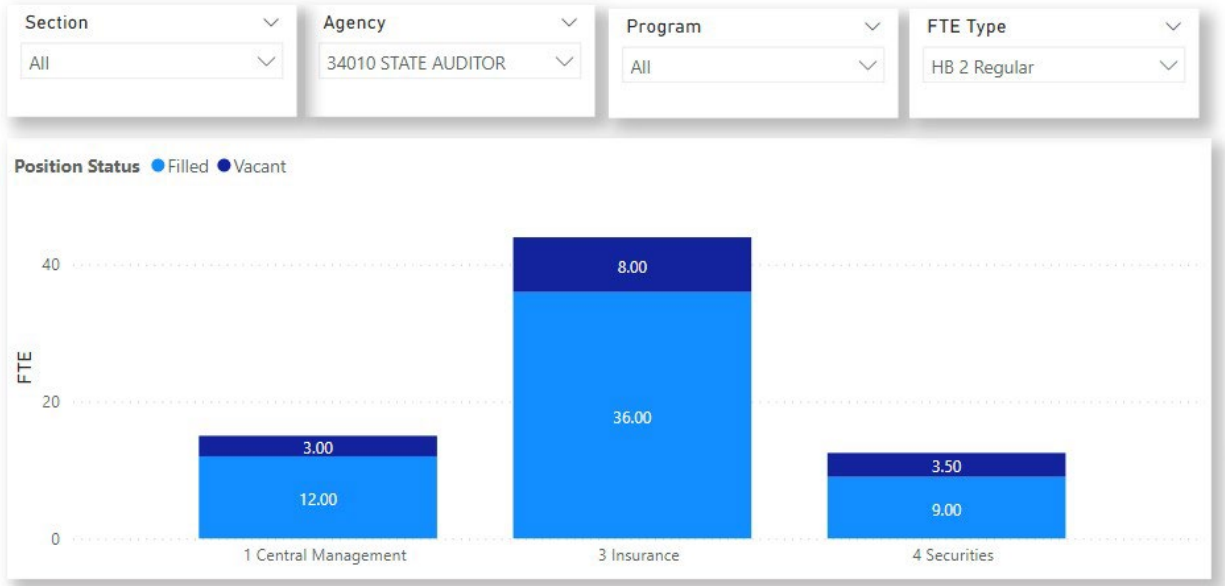 Section
All
Agency
34010 STATE AUDITOR
Program
All
FTE Type
HB 2 Regular
Position Status Filled Vacant
40
20
0
FTE
8.00
36.00
3.00
12.00
3.50
9.00
1 Central Management
3 Insurance
4 Securities